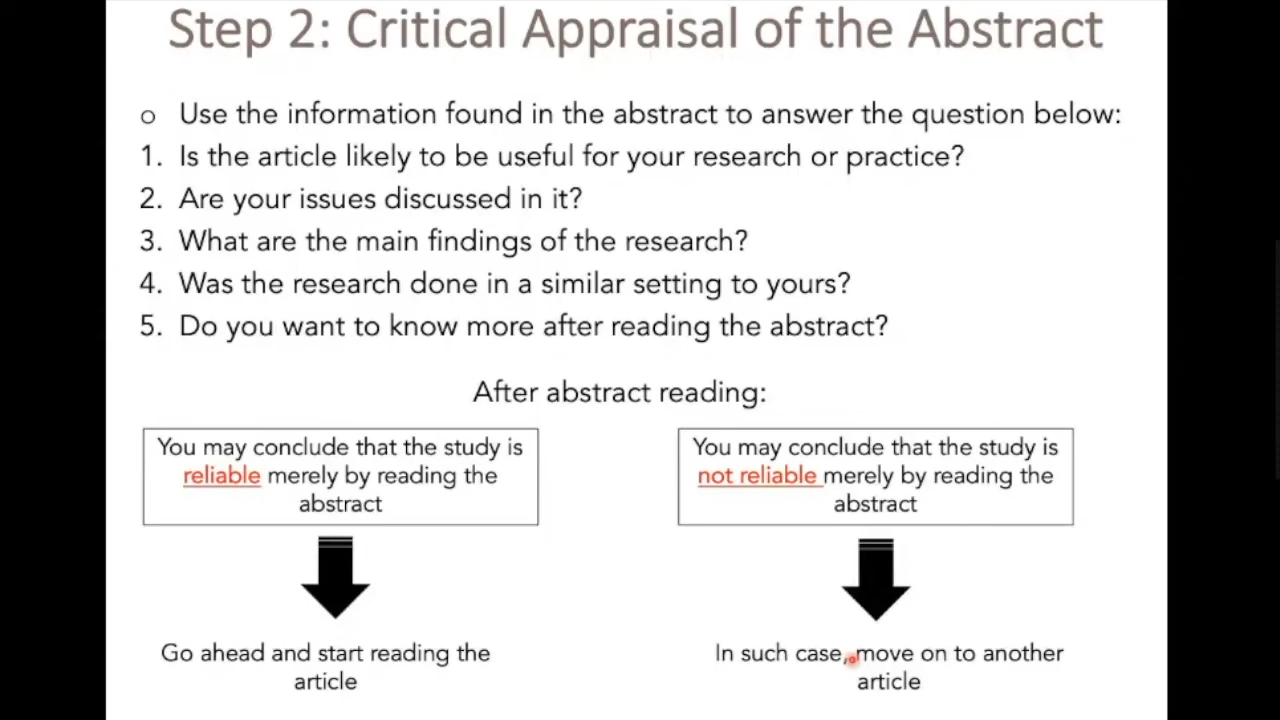 Step 2: Critical Appraisal of the Abstract
o Use the information found in the abstract to answer the question below:
1. Is the article likely to be useful for your research or practice?
2. Are your issues discussed in it?
3. What are the main findings of the research?
4. Was the research done in a similar setting to yours?
5. Do you want to know more after reading the abstract?
After abstract reading:
You may conclude that the study is
reliable merely by reading the
abstract
You may conclude that the study is
not reliable merely by reading the
abstract
Go ahead and start reading the
article
In such case, move on to another
article